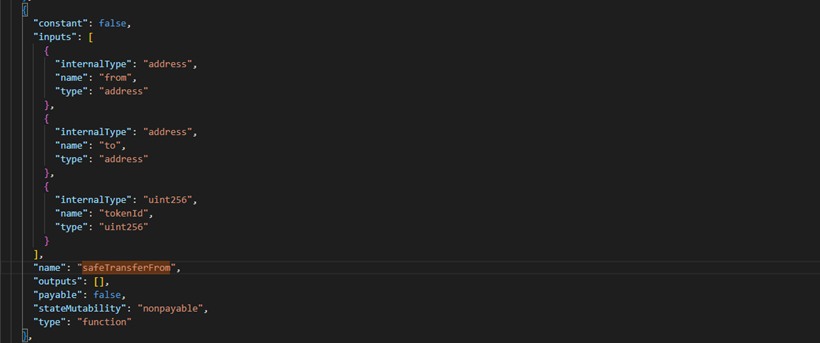 {
"constant": false,
"inputs": [
{
"internalType": "address",
"name": "from",
"type": "address"
},
{
"internalType": "address",
"name": "to",
"type": "address"
},
{
"internalType": "uint256",
"name": "tokenId",
"type": "uint256"
}
],
"name": "safeTransferFrom",
"outputs": [],
"payable": false,
"stateMutability": "nonpayable",
"type": "function"
},